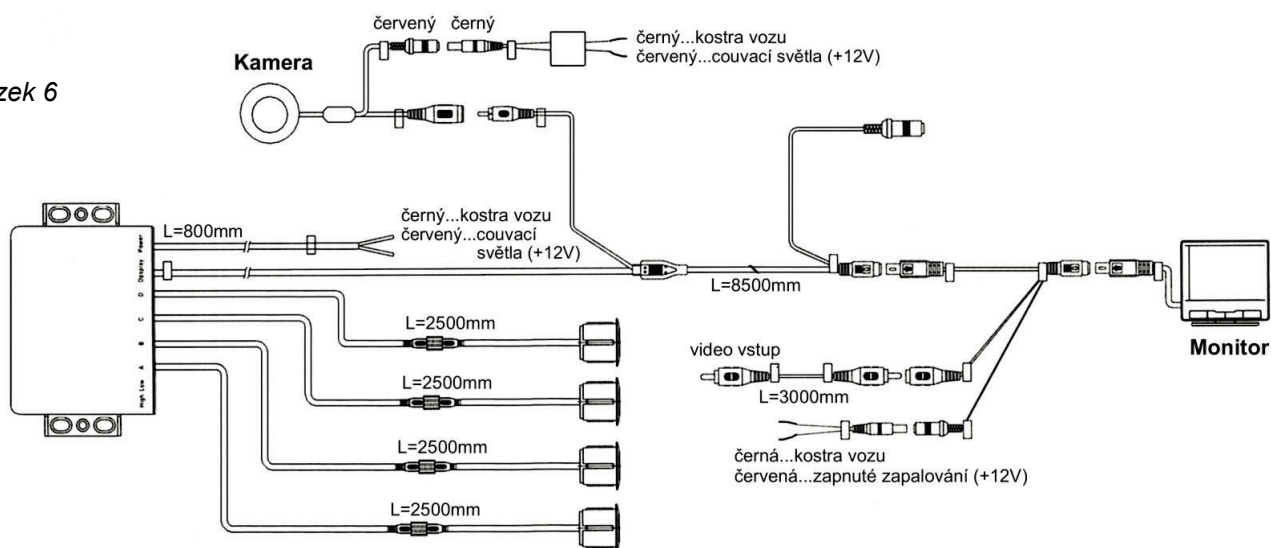 červený černý
černý...kostra vozu
červený...couvací světla (+12V)
Kamera
zek 6
L=800mm
černý...kostra vozu
červený...couvací
světla (+12V)
Power
Display
D
C
B
A
High Low
L=8500mm
L=2500mm
L=2500mm
L=2500mm
L=2500mm
video vstup
L=3000mm
Monitor
černá...kostra vozu
červená...zapnuté zapalování (+12V)